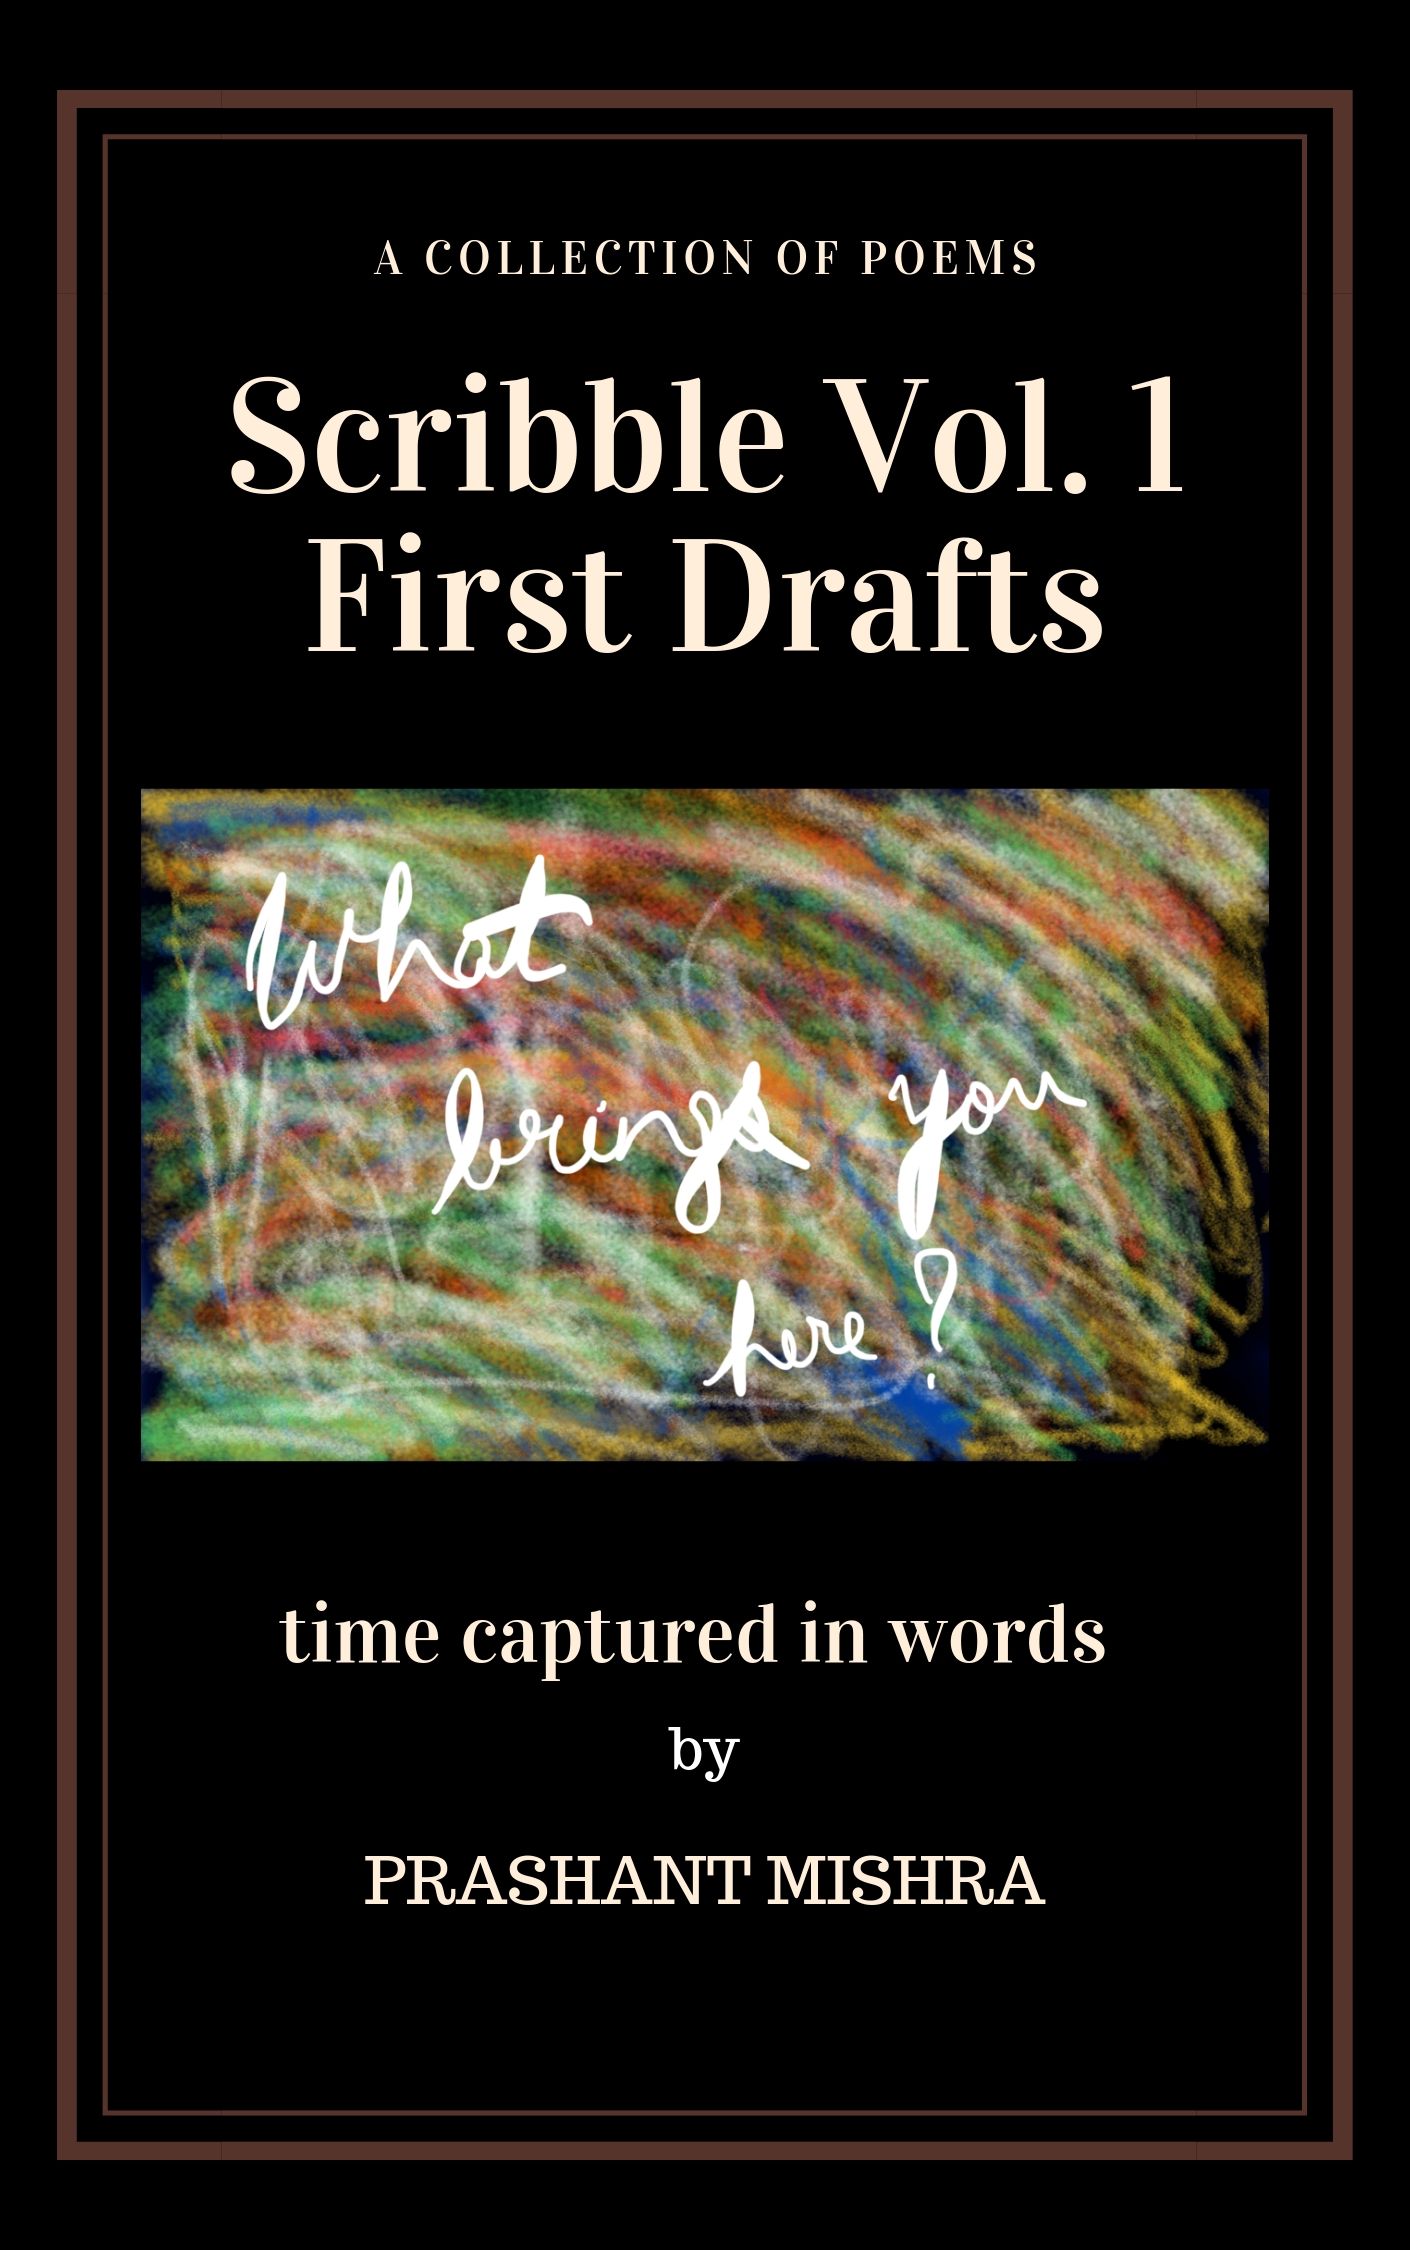 A COLLECTION OF POEMS
Scribble Vol. 1
First Drafts
What
brings you
here?
time captured in words
by
PRASHANT MISHRA